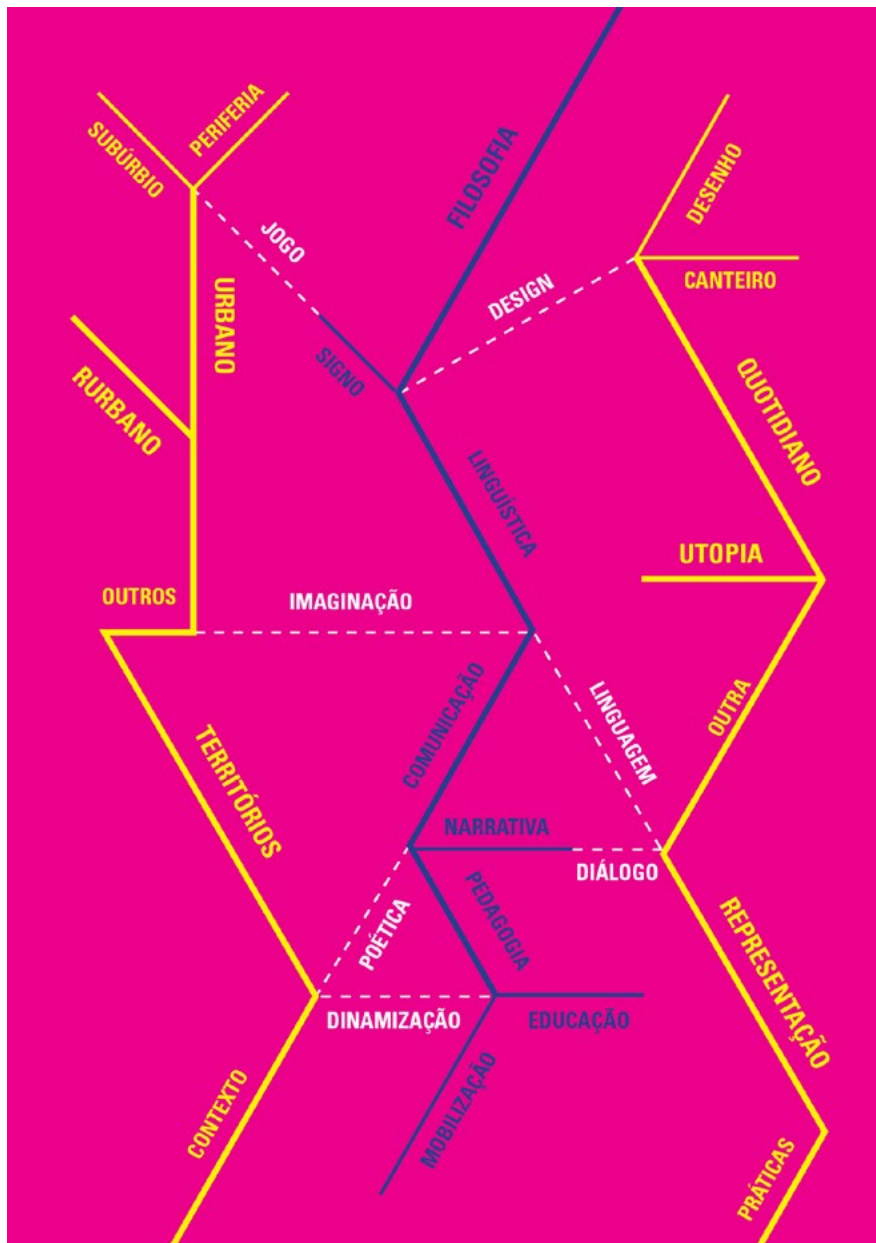 PERIFERIA
SUBÚRBIO
FILOSOFIA
DESENHO
JOGO
DESIGN
CANTEIRO
URBANO
SIGNO
RURBANO
QUOTIDIANO
LINGUÍSTICA
UTOPIA
OUTROS
IMAGINAÇÃO
COMUNICAÇÃO
LINGUAGEM
OUTRA
TERRITÓRIOS
NARRATIVA
DIÁLOGO
POÉTICA
PEDAGOGIA
REPRESENTAÇÃO
DINAMIZAÇÃO
EDUCAÇÃO
CONTEXTO
MOBILIZAÇÃO
PRÁTICAS